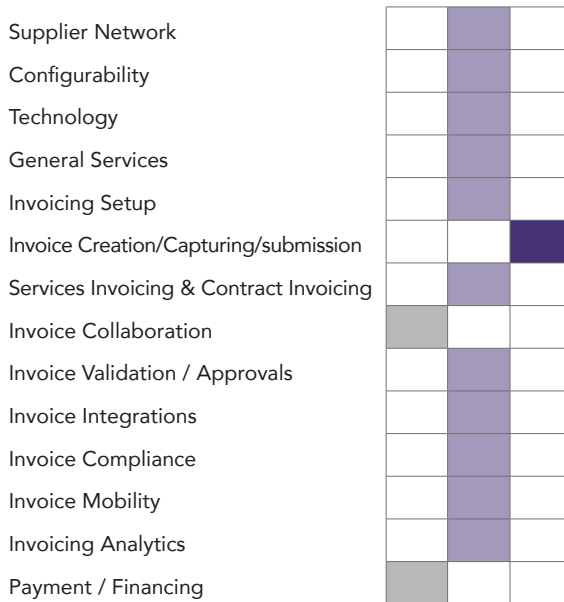 Supplier Network
Configurability
Technology
General Services
Invoicing Setup
Invoice Creation/Capturing/submission
Services Invoicing & Contract Invoicing
Invoice Collaboration
Invoice Validation / Approvals
Invoice Integrations
Invoice Compliance
Invoice Mobility
Invoicing Analytics
Payment / Financing